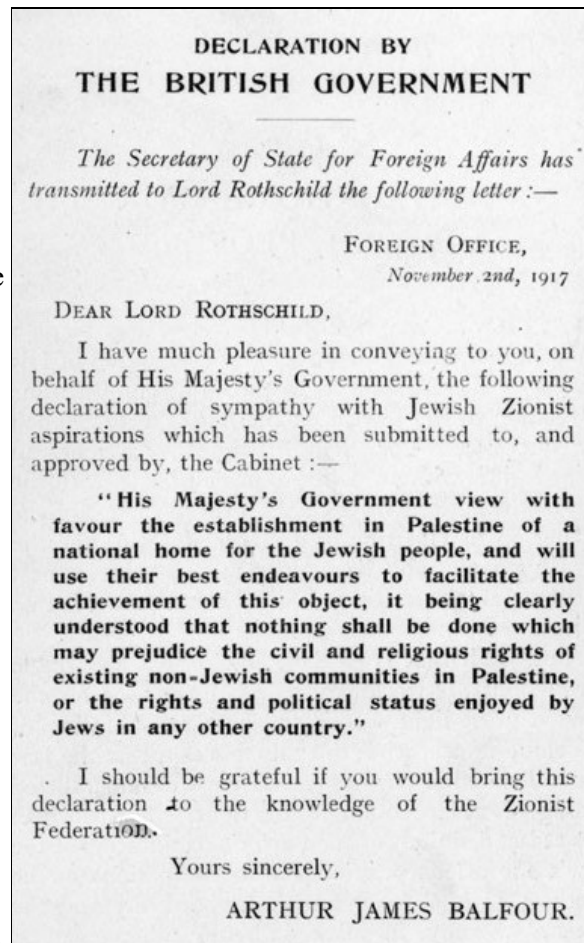 DECLARATION BY
THE BRITISH GOVERNMENT
The Secretary of State for Foreign Affairs has
transmitted to Lord Rothschild the following letter :—
FOREIGN OFFICE,
November 2nd, 1917
DEAR LORD ROTHSCHILD,
I have much pleasure in conveying to you, on
behalf of His Majesty's Government, the following
declaration of sympathy with Jewish Zionist
aspirations which has been submitted to, and
approved by, the Cabinet :—
"His Majesty's Government view with
favour the establishment in Palestine of a
national home for the Jewish people, and will
use their best endeavours to facilitate the
achievement of this object, it being clearly
understood that nothing shall be done which
may prejudice the civil and religious rights of
existing non-Jewish communities in Palestine,
or the rights and political status enjoyed by
Jews in any other country."
I should be grateful if you would bring this
declaration to the knowledge of the Zionist
Federation.
Yours sincerely,
ARTHUR JAMES BALFOUR.